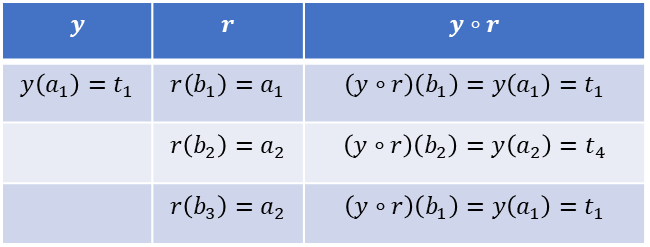 y r y ∘ r
y(a₁) = t₁ r(b₁) = a₁ (y ∘ r)(b₁) = y(a₁) = t₁
r(b₂) = a₂ (y ∘ r)(b₂) = y(a₂) = t₄
r(b₃) = a₂ (y ∘ r)(b₁) = y(a₁) = t₁